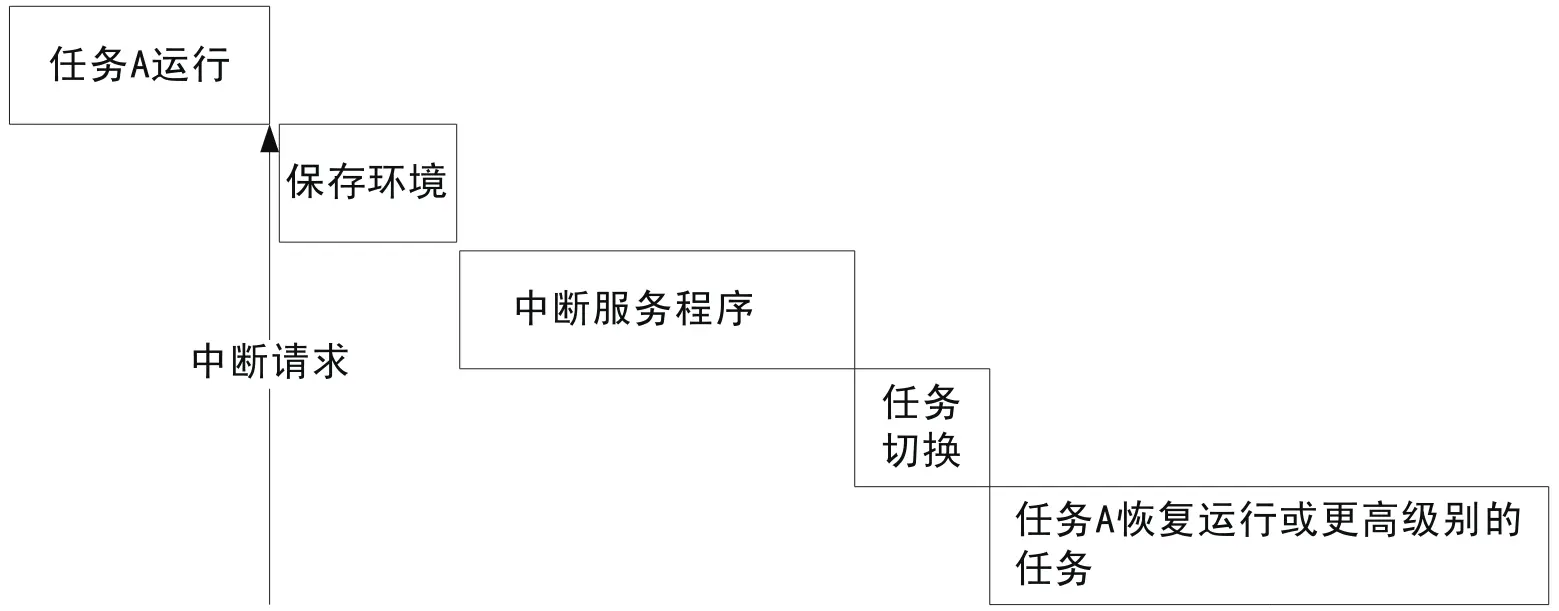 任务A运行
保存环境
中断服务程序
中断请求
任务
切换
任务A恢复运行或更高级别的
任务